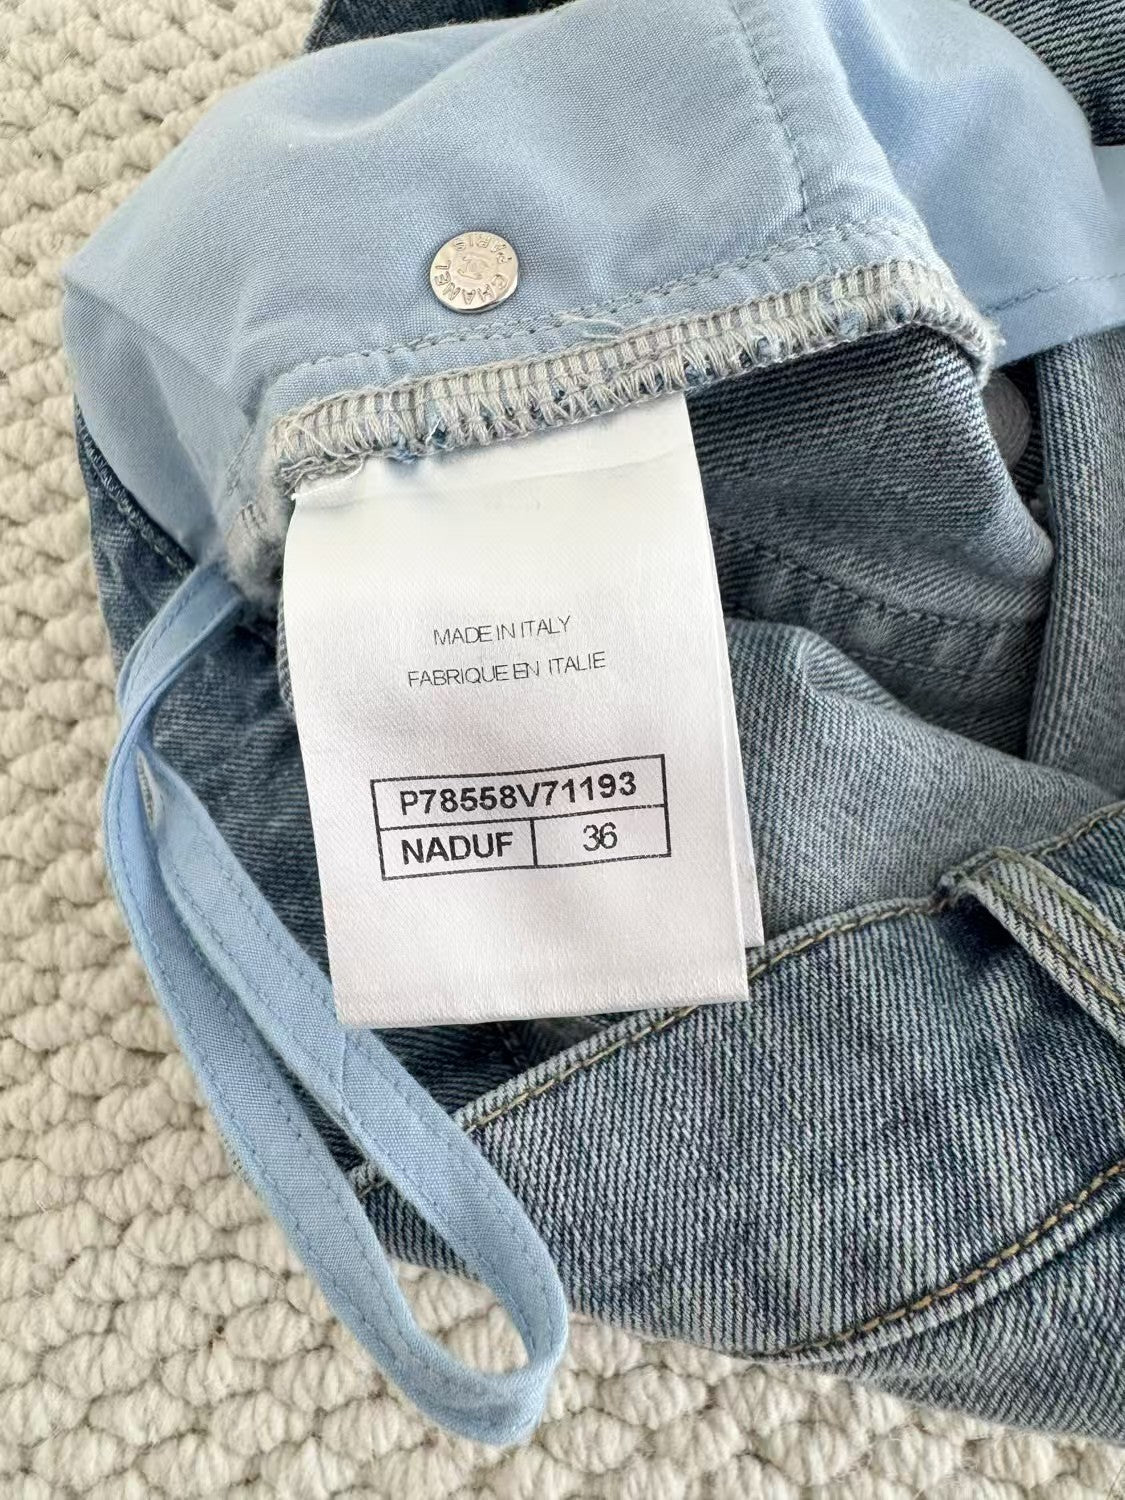 CHANEL
PARIS
MADE IN ITALY
FABRIQUE EN ITALIE
P78558V71193
NADUF 36